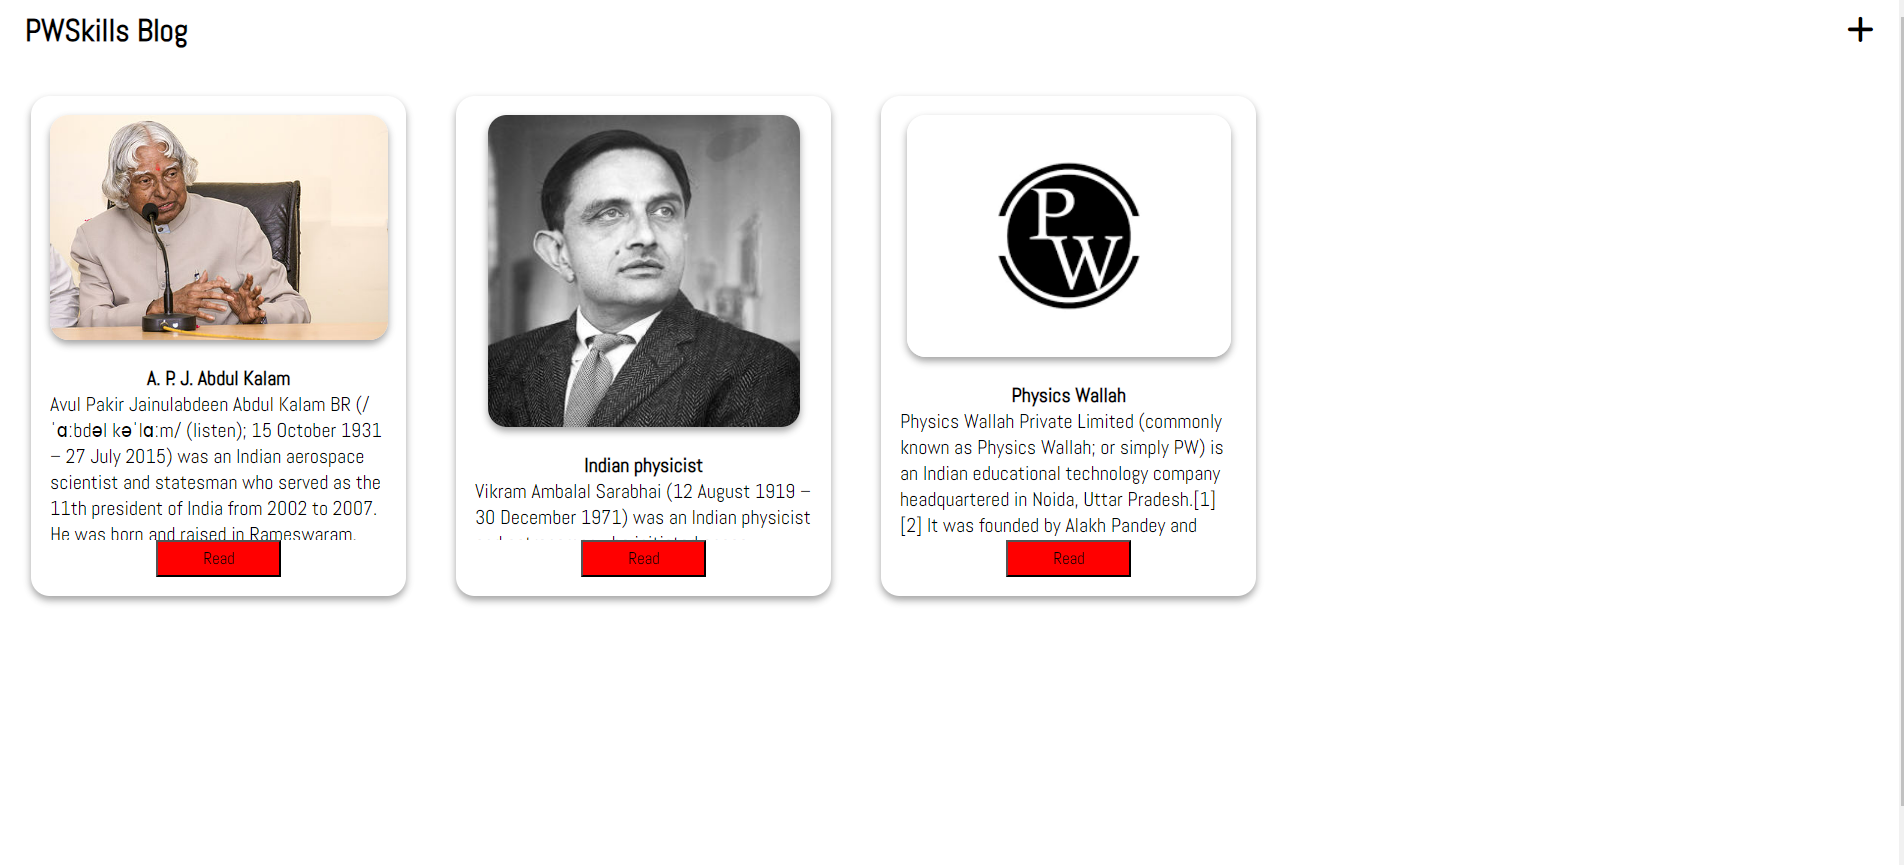 PWSkills Blog
A. P. J. Abdul Kalam
Avul Pakir Jainulabdeen Abdul Kalam BR (/
ˈɑːbdəl kəˈlɑːm/ (listen); 15 October 1931
– 27 July 2015) was an Indian aerospace
scientist and statesman who served as the
11th president of India from 2002 to 2007.
He was born and raised in Rameswaram,
Read
Indian physicist
Vikram Ambalal Sarabhai (12 August 1919 –
30 December 1971) was an Indian physicist
Read
PW
Physics Wallah
Physics Wallah Private Limited (commonly
known as Physics Wallah; or simply PW) is
an Indian educational technology company
headquartered in Noida, Uttar Pradesh.[1]
[2] It was founded by Alakh Pandey and
Read